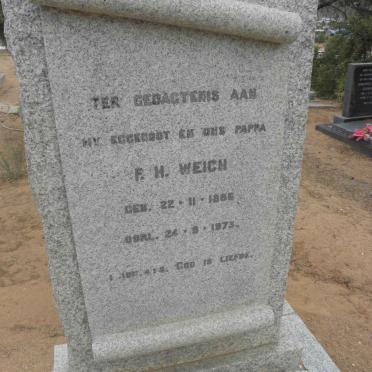 TER GEDAGTENIS AAN
MY EGGENOOT EN ONS PAPPA
F. H. WEICH
GEB. 22·11·1886
OORL. 24·9·1973.
1 JOH. 4:8. GOD IS LIEFDE.